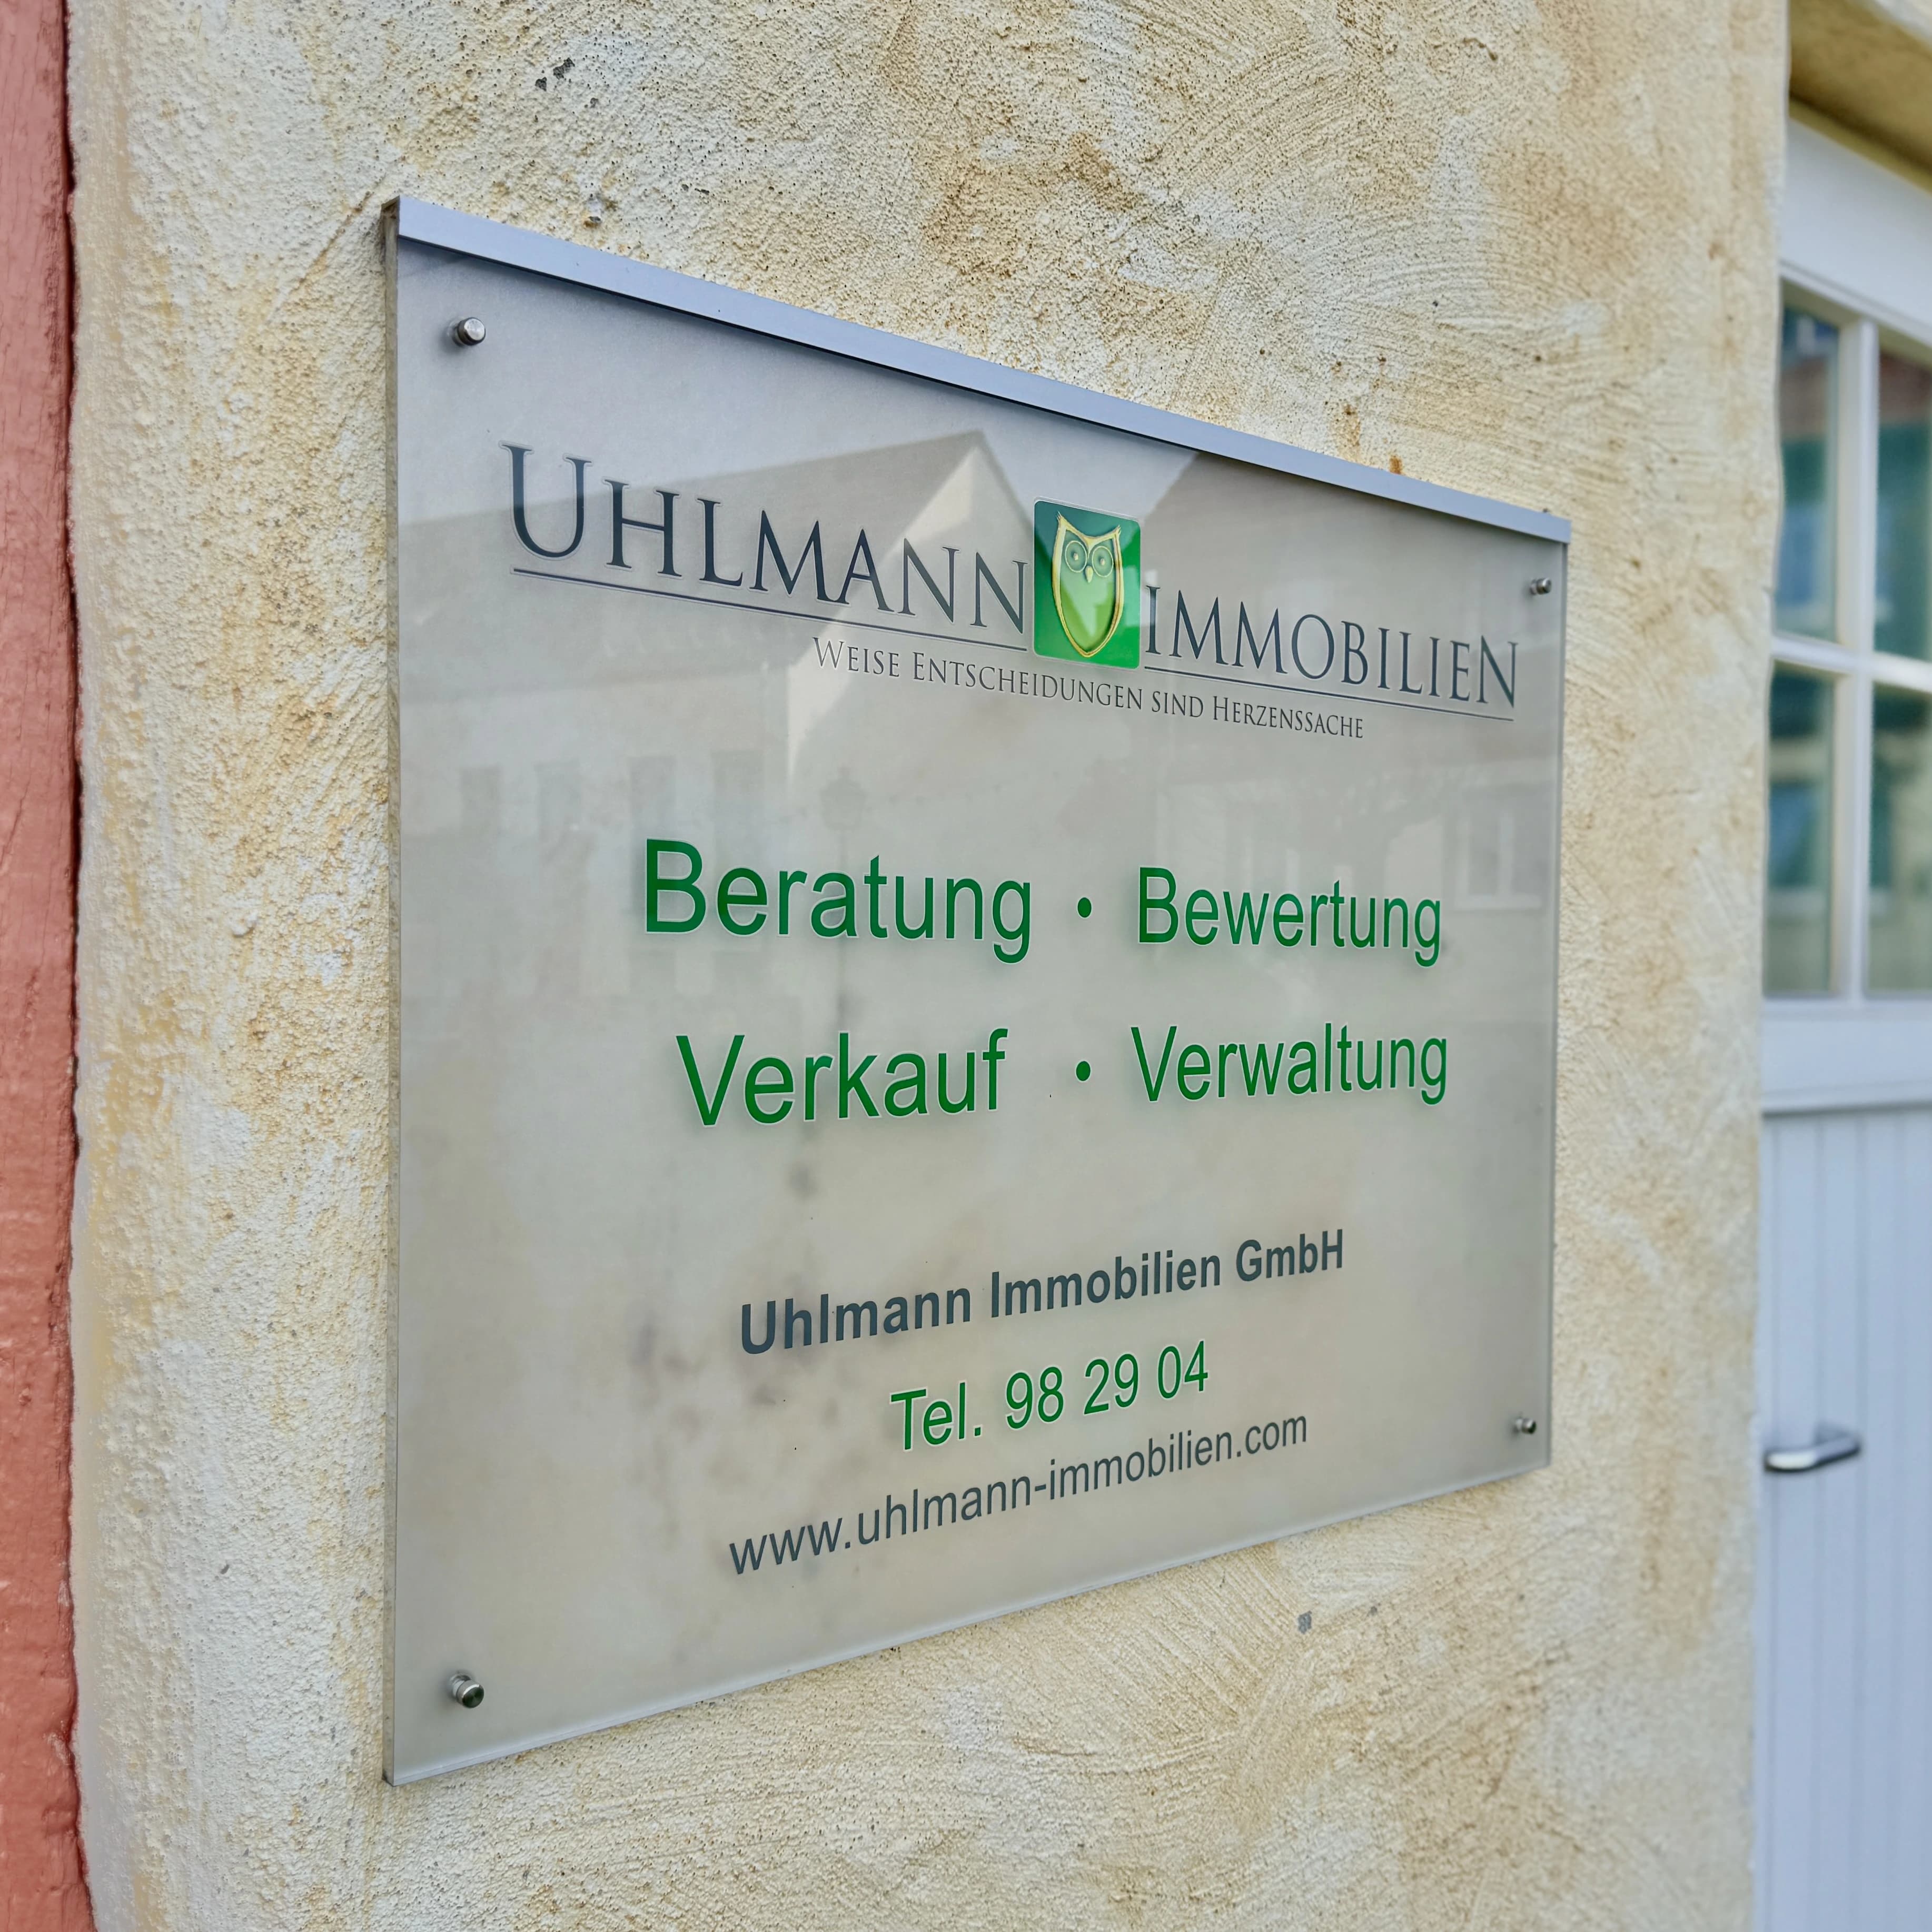 UHLMANN IMMOBILIEN
WEISE ENTSCHEIDUNGEN SIND HERZENSSACHE
Beratung • Bewertung
Verkauf • Verwaltung
Uhlmann Immobilien GmbH
Tel. 98 29 04
www.uhlmann-immobilien.com